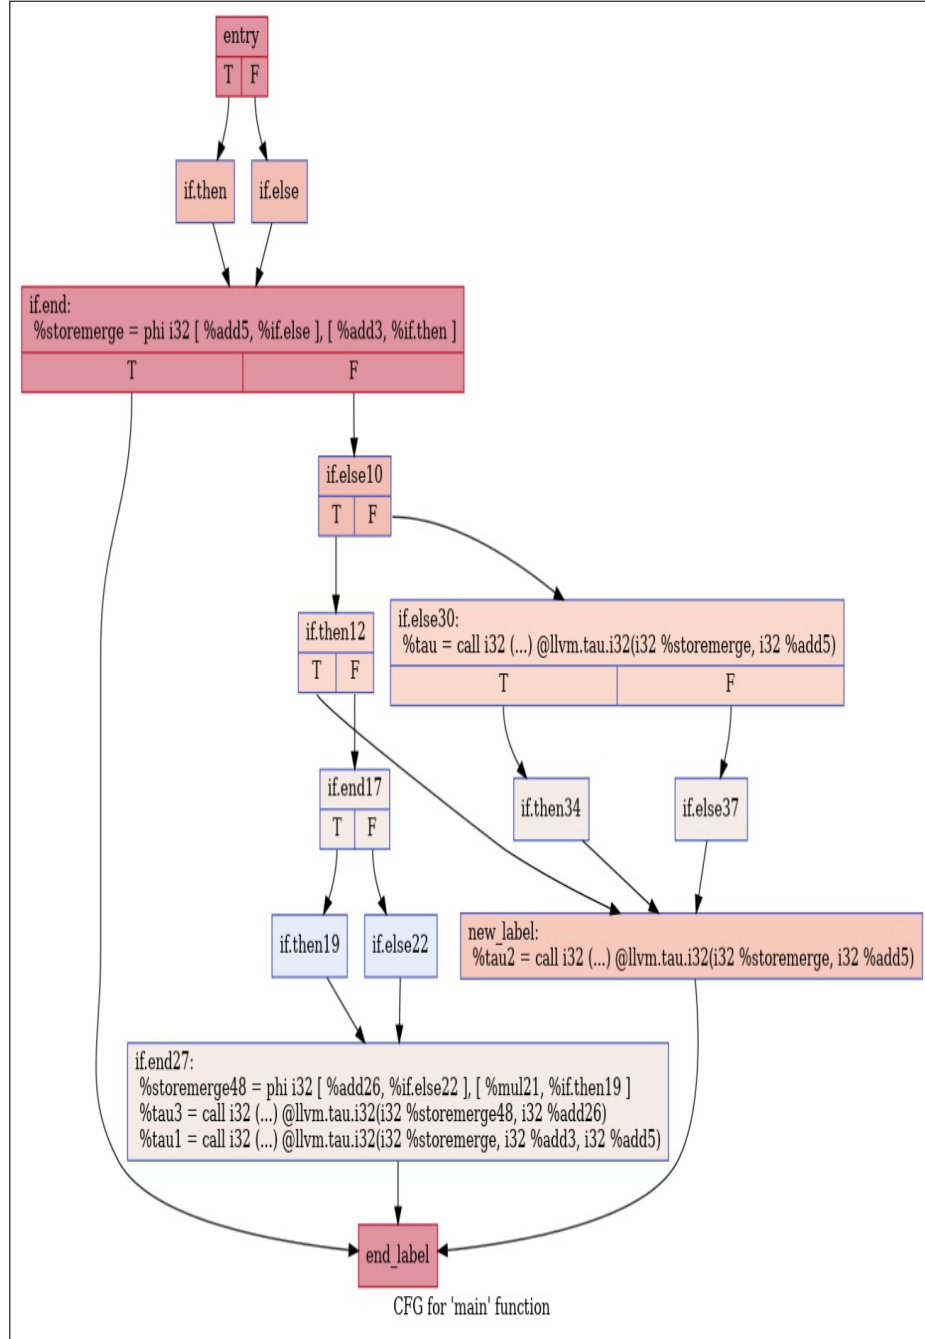 entry
T F
if.then if.else
if.end:
%storemerge = phi i32 [ %add5, %if.else ], [ %add3, %if.then ]
T F
if.else10
T F
if.then12
T F
if.else30:
%tau = call i32 (...) @llvm.tau.i32(i32 %storemerge, i32 %add5)
T F
if.end17
T F
if.then34 if.else37
if.then19 if.else22
new_label:
%tau2 = call i32 (...) @llvm.tau.i32(i32 %storemerge, i32 %add5)
if.end27:
%storemerge48 = phi i32 [ %add26, %if.else22 ], [ %mul21, %if.then19 ]
%tau3 = call i32 (...) @llvm.tau.i32(i32 %storemerge48, i32 %add26)
%tau1 = call i32 (...) @llvm.tau.i32(i32 %storemerge, i32 %add3, i32 %add5)
end_label
CFG for 'main' function